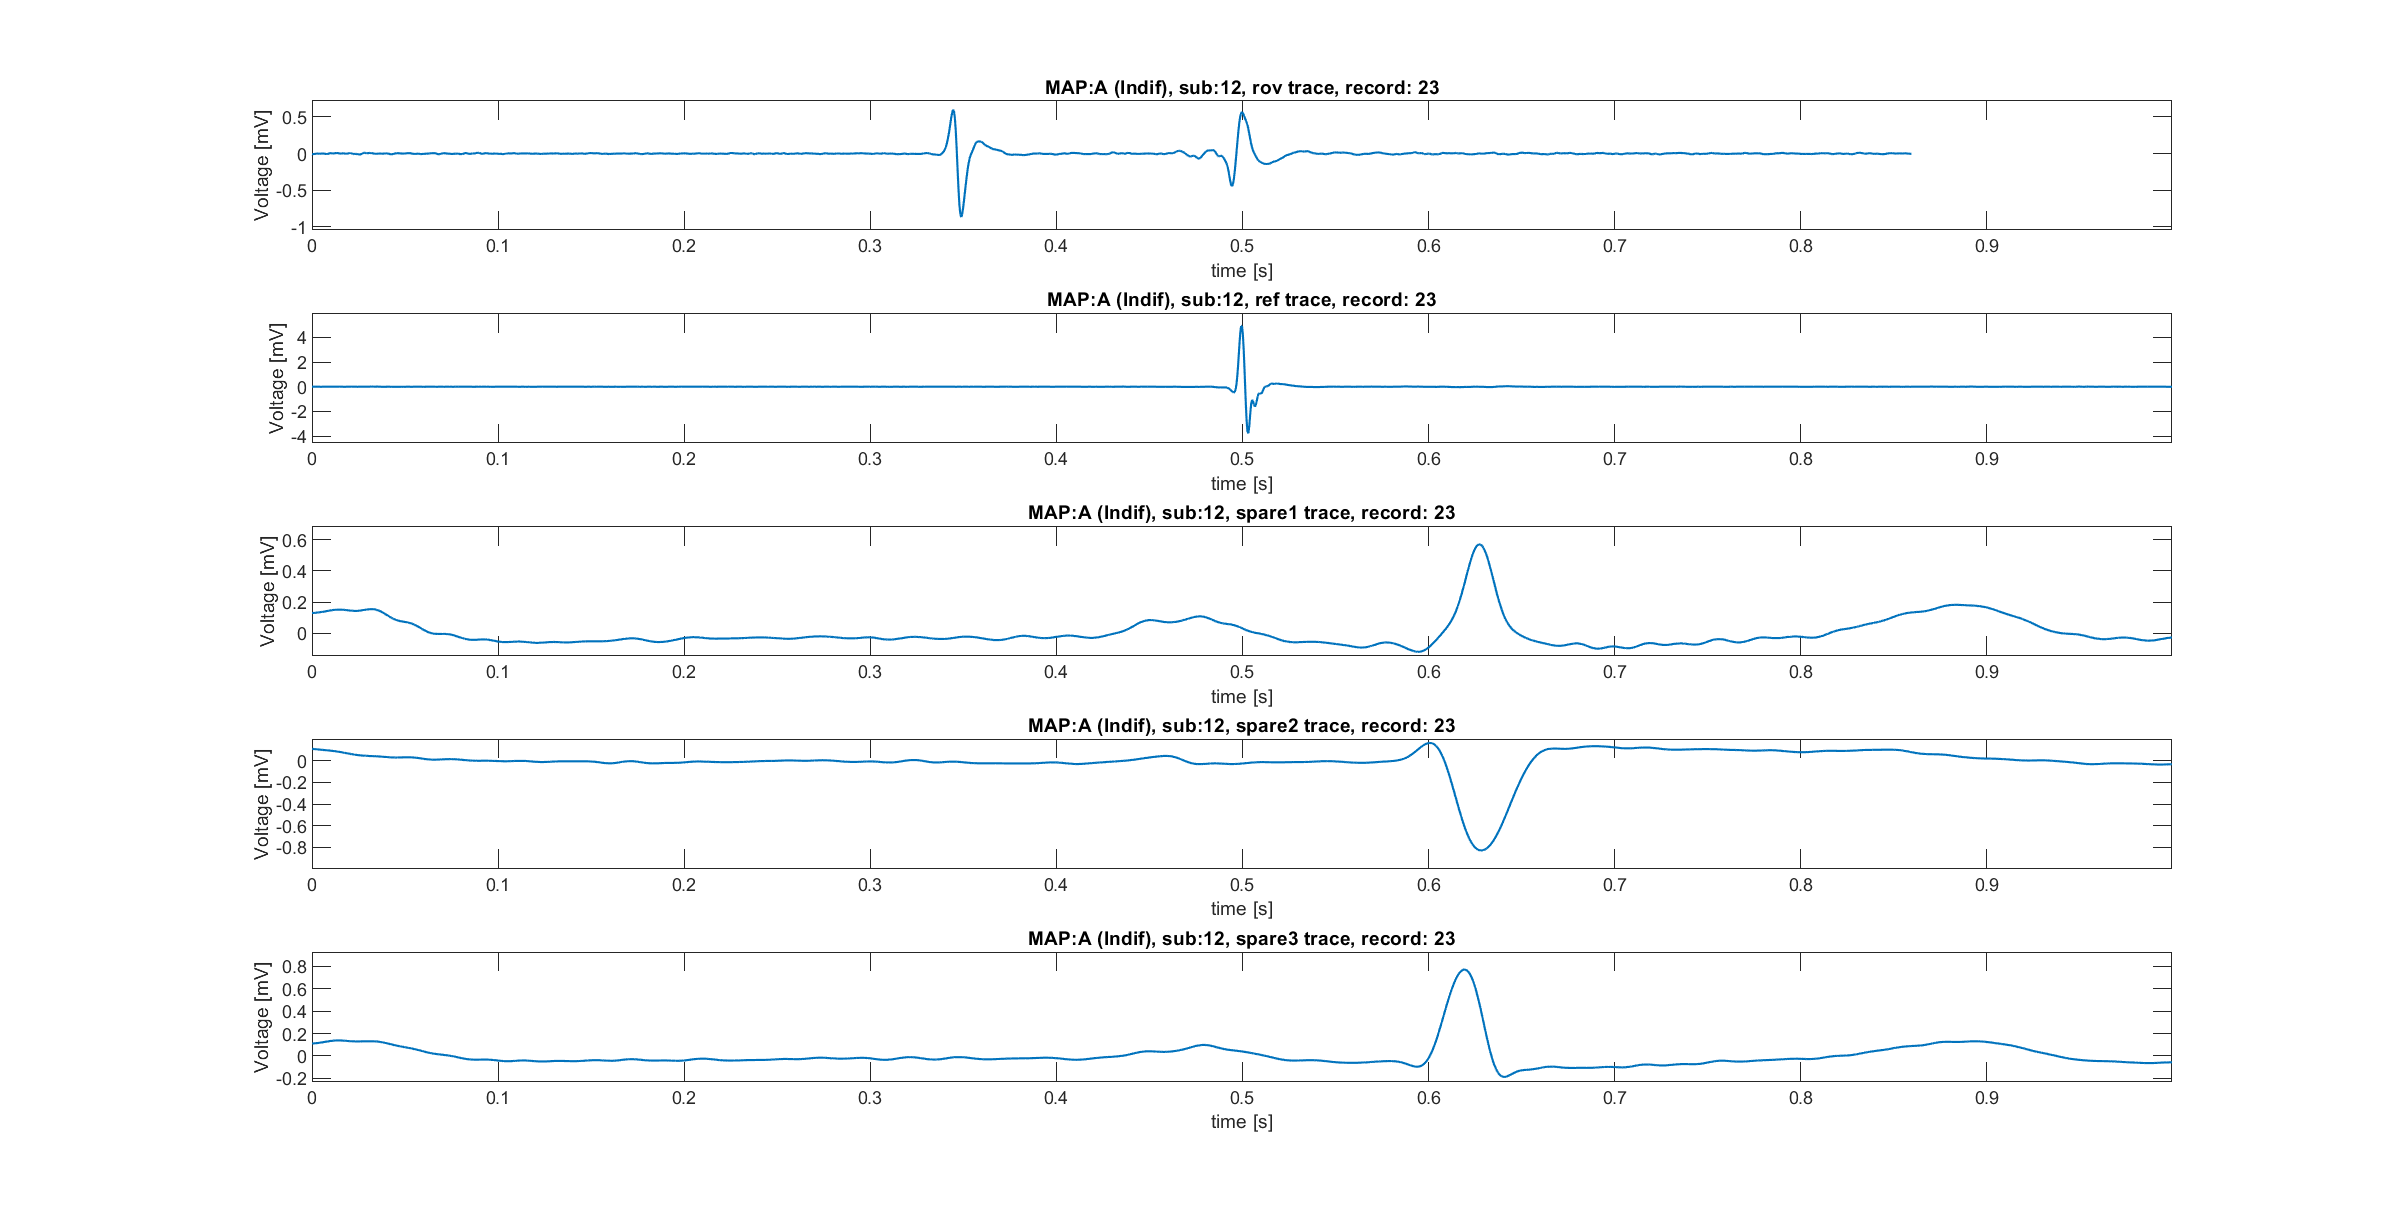 MAP:A (Indif), sub:12, rov trace, record: 23
Voltage [mV]
0.5
0
-0.5
-1
0 0.1 0.2 0.3 0.4 0.5 0.6 0.7 0.8 0.9
time [s]
MAP:A (Indif), sub:12, ref trace, record: 23
Voltage [mV]
4
2
0
-2
-4
0 0.1 0.2 0.3 0.4 0.5 0.6 0.7 0.8 0.9
time [s]
MAP:A (Indif), sub:12, spare1 trace, record: 23
Voltage [mV]
0.6
0.4
0.2
0
0 0.1 0.2 0.3 0.4 0.5 0.6 0.7 0.8 0.9
time [s]
MAP:A (Indif), sub:12, spare2 trace, record: 23
Voltage [mV]
0
-0.2
-0.4
-0.6
-0.8
0 0.1 0.2 0.3 0.4 0.5 0.6 0.7 0.8 0.9
time [s]
MAP:A (Indif), sub:12, spare3 trace, record: 23
Voltage [mV]
0.8
0.6
0.4
0.2
0
-0.2
0 0.1 0.2 0.3 0.4 0.5 0.6 0.7 0.8 0.9
time [s]